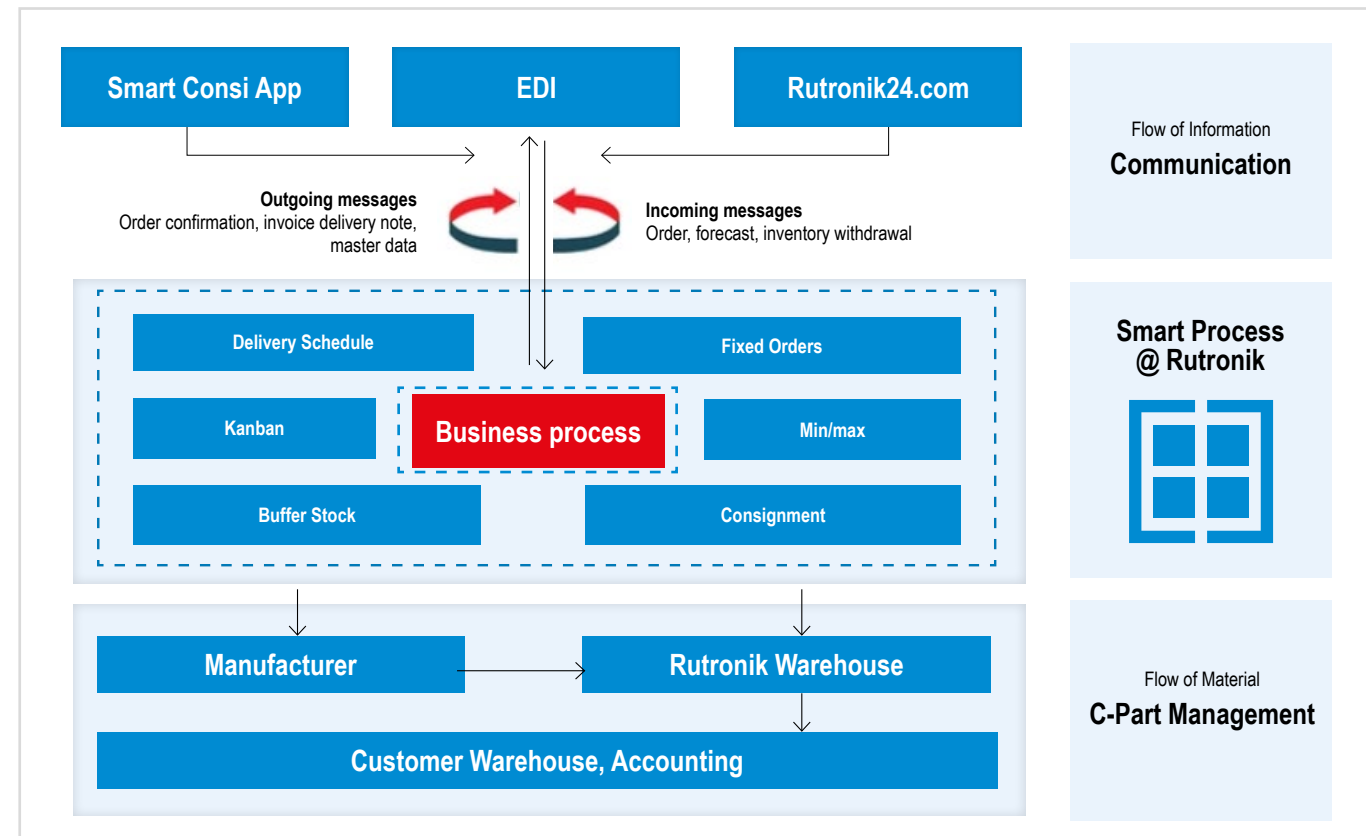 Smart Consi App
EDI
Rutronik24.com
Flow of Information
Communication
Outgoing messages
Order confirmation, invoice delivery note,
master data
Incoming messages
Order, forecast, inventory withdrawal
Delivery Schedule
Fixed Orders
Kanban
Business process
Min/max
Buffer Stock
Consignment
Smart Process
@ Rutronik
Manufacturer
Rutronik Warehouse
Customer Warehouse, Accounting
Flow of Material
C-Part Management